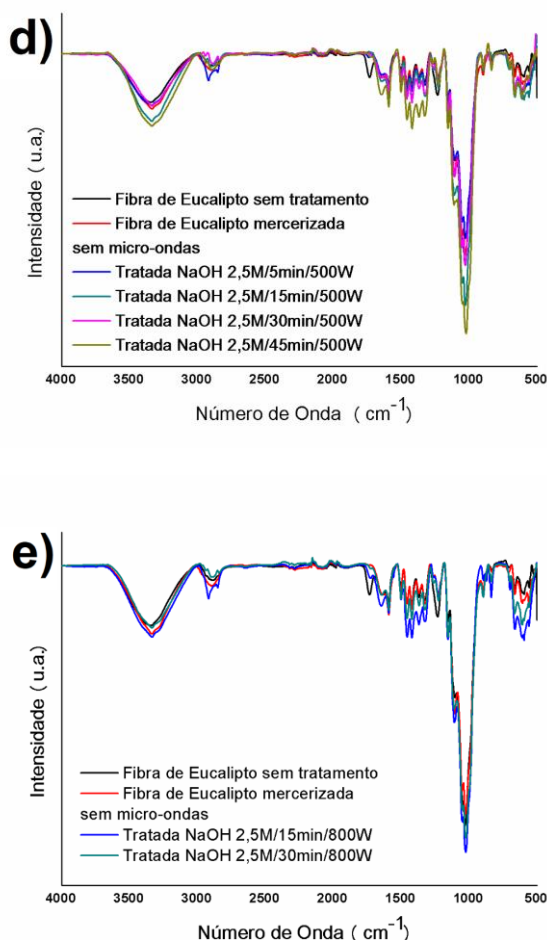 d)
Intensidade ( u.a.)
Fibra de Eucalipto sem tratamento
Fibra de Eucalipto mercerizada
sem micro-ondas
Tratada NaOH 2,5M/5min/500W
Tratada NaOH 2,5M/15min/500W
Tratada NaOH 2,5M/30min/500W
Tratada NaOH 2,5M/45min/500W
4000 3500 3000 2500 2000 1500 1000 500
Número de Onda ( cm⁻¹)
e)
Intensidade ( u.a.)
Fibra de Eucalipto sem tratamento
Fibra de Eucalipto mercerizada
sem micro-ondas
Tratada NaOH 2,5M/15min/800W
Tratada NaOH 2,5M/30min/800W
4000 3500 3000 2500 2000 1500 1000 500
Número de Onda ( cm⁻¹)